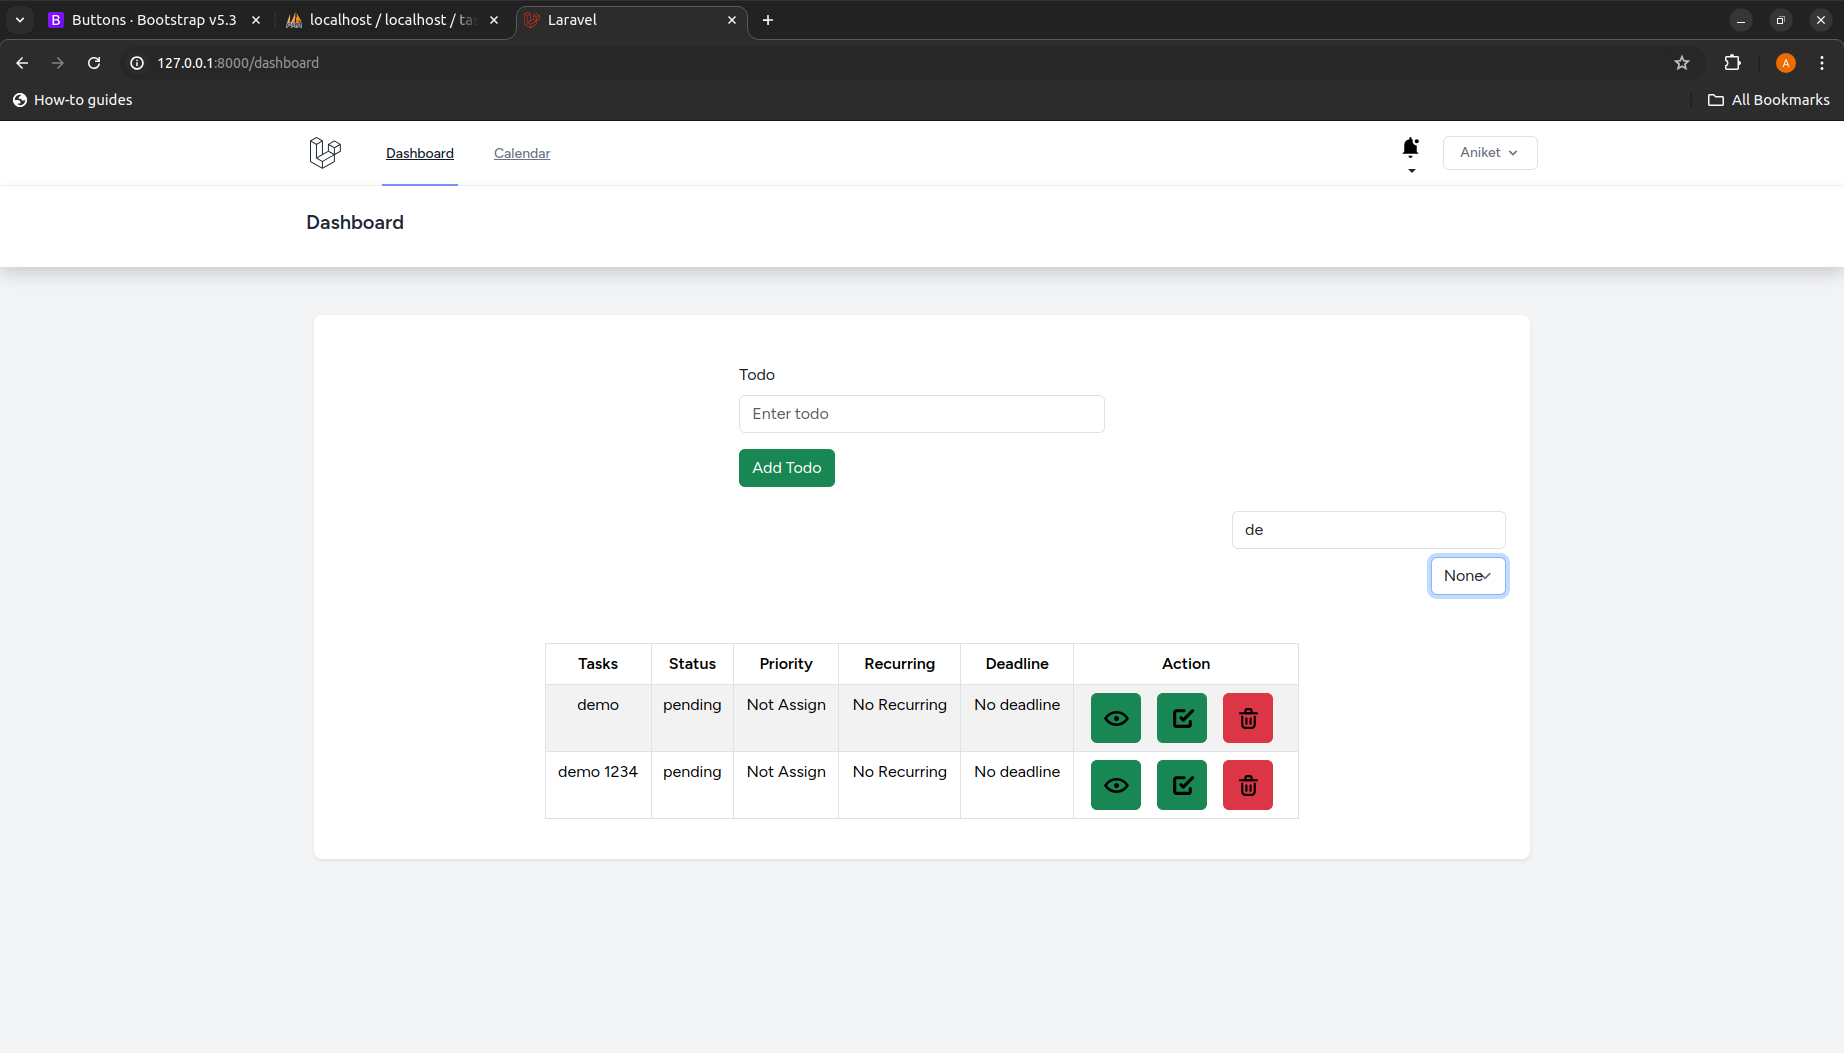 Buttons · Bootstrap v5.3
localhost / localhost / tas
Laravel
127.0.0.1:8000/dashboard
A
How-to guides
All Bookmarks
Dashboard
Calendar
Aniket
Dashboard
Todo
Enter todo
Add Todo
de
None
Tasks Status Priority Recurring Deadline Action
demo pending Not Assign No Recurring No deadline
demo 1234 pending Not Assign No Recurring No deadline